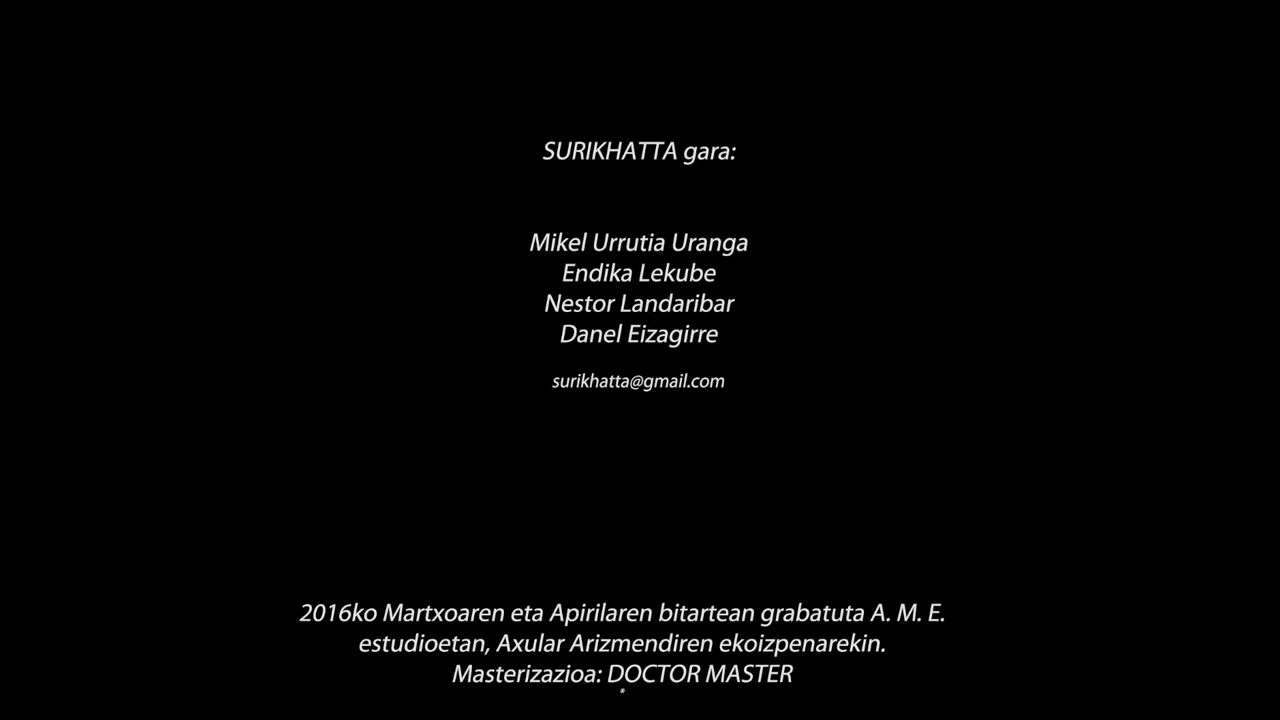 SURIKHATTA gara:
Mikel Urrutia Uranga
Endika Lekube
Nestor Landaribar
Danel Eizagirre
surikhatta@gmail.com
2016ko Martxoaren eta Apirilaren bitartean grabatuta A. M. E.
estudioetan, Axular Arizmendiren ekoizpenarekin.
Masterizazioa: DOCTOR MASTER
*